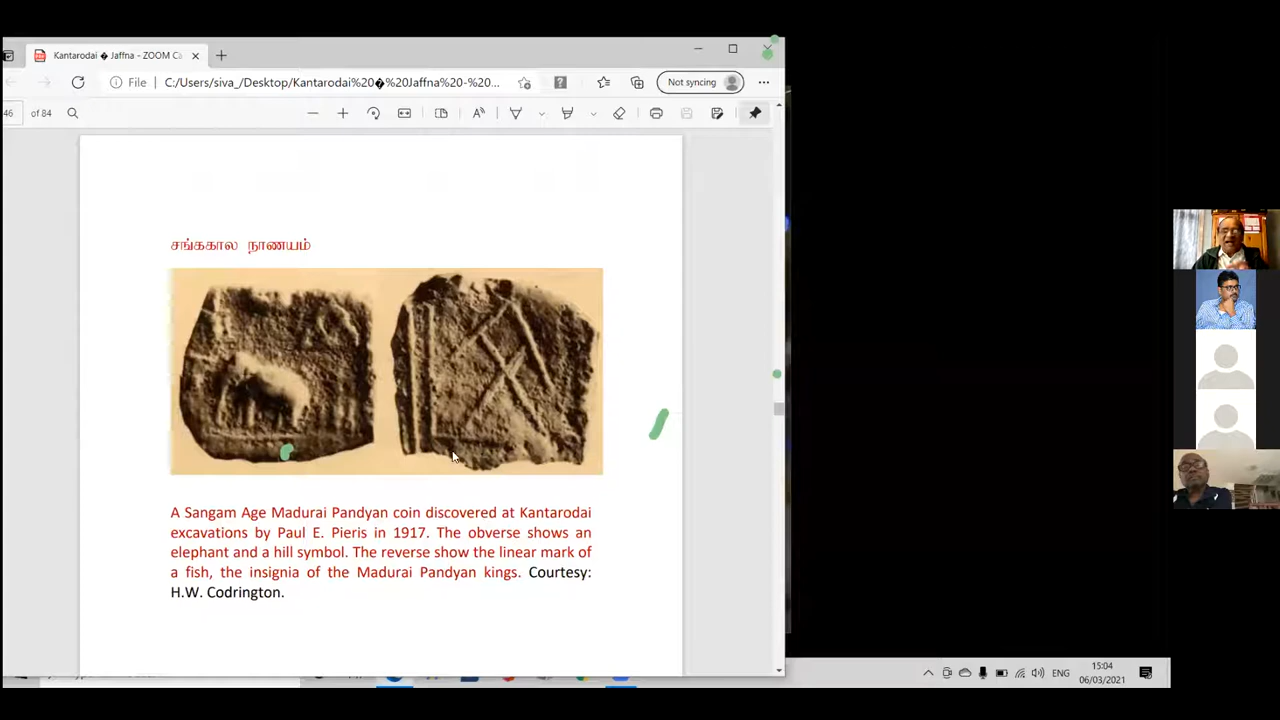 Kantarodai � Jaffna - ZOOM C
File
C:/Users/siva_/Desktop/Kantarodai%20�%20Jaffna%20-%20...
Not syncing
46 of 84
சங்ககால நாணயம்
A Sangam Age Madurai Pandyan coin discovered at Kantarodai
excavations by Paul E. Pieris in 1917. The obverse shows an
elephant and a hill symbol. The reverse show the linear mark of
a fish, the insignia of the Madurai Pandyan kings. Courtesy:
H.W. Codrington.
ENG
15:04
06/03/2021